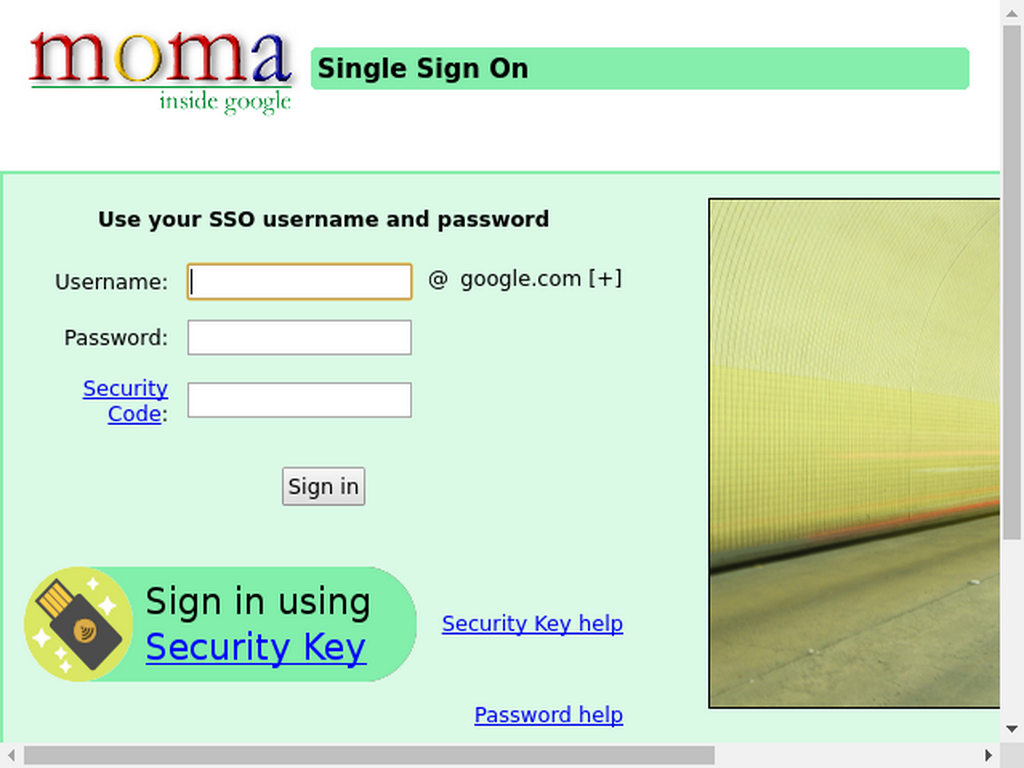 moma
inside google
Single Sign On
Use your SSO username and password
Username:
@ google.com [+]
Password:
Security
Code:
Sign in
Sign in using
Security Key
Security Key help
Password help